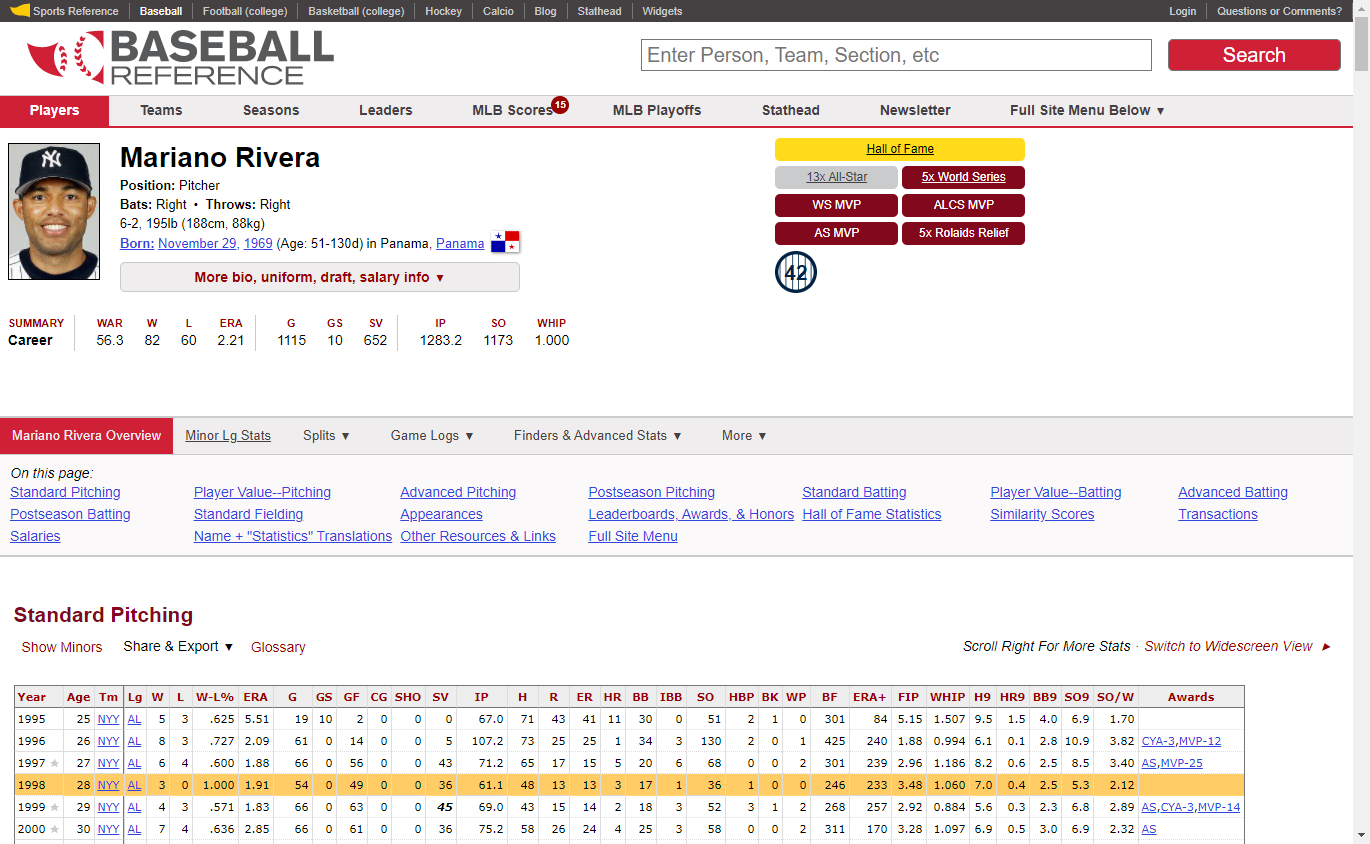 Sports Reference Baseball Football (college) Basketball (college) Hockey Calcio Blog Stathead Widgets Login Questions or Comments?
BASEBALL
REFERENCE
Enter Person, Team, Section, etc Search
Players Teams Seasons Leaders MLB Scores 15 MLB Playoffs Stathead Newsletter Full Site Menu Below ▼
NY
Mariano Rivera
Position: Pitcher
Bats: Right • Throws: Right
6-2, 195lb (188cm, 88kg)
Born: November 29, 1969 (Age: 51-130d) in Panama, Panama
More bio, uniform, draft, salary info ▼
Hall of Fame
13x All-Star 5x World Series
WS MVP ALCS MVP
AS MVP 5x Rolaids Relief
42
SUMMARY WAR W L ERA G GS SV IP SO WHIP
Career 56.3 82 60 2.21 1115 10 652 1283.2 1173 1.000
Mariano Rivera Overview Minor Lg Stats Splits ▼ Game Logs ▼ Finders & Advanced Stats ▼ More ▼
On this page:
Standard Pitching Player Value--Pitching Advanced Pitching Postseason Pitching Standard Batting Player Value--Batting Advanced Batting
Postseason Batting Standard Fielding Appearances Leaderboards, Awards, & Honors Hall of Fame Statistics Similarity Scores Transactions
Salaries Name + "Statistics" Translations Other Resources & Links Full Site Menu
Standard Pitching
Show Minors Share & Export ▼ Glossary Scroll Right For More Stats · Switch to Widescreen View ►
Year Age Tm Lg W L W-L% ERA G GS GF CG SHO SV IP H R ER HR BB IBB SO HBP BK WP BF ERA+ FIP WHIP H9 HR9 BB9 SO9 SO/W Awards
1995 25 NYY AL 5 3 .625 5.51 19 10 2 0 0 0 67.0 71 43 41 11 30 0 51 2 1 0 301 84 5.15 1.507 9.5 1.5 4.0 6.9 1.70
1996 26 NYY AL 8 3 .727 2.09 61 0 14 0 0 5 107.2 73 25 25 1 34 3 130 2 0 1 425 240 1.88 0.994 6.1 0.1 2.8 10.9 3.82 CYA-3,MVP-12
1997 ★ 27 NYY AL 6 4 .600 1.88 66 0 56 0 0 43 71.2 65 17 15 5 20 6 68 0 0 2 301 239 2.96 1.186 8.2 0.6 2.5 8.5 3.40 AS,MVP-25
1998 28 NYY AL 3 0 1.000 1.91 54 0 49 0 0 36 61.1 48 13 13 3 17 1 36 1 0 0 246 233 3.48 1.060 7.0 0.4 2.5 5.3 2.12
1999 ★ 29 NYY AL 4 3 .571 1.83 66 0 63 0 0 45 69.0 43 15 14 2 18 3 52 3 1 2 268 257 2.92 0.884 5.6 0.3 2.3 6.8 2.89 AS,CYA-3,MVP-14
2000 ★ 30 NYY AL 7 4 .636 2.85 66 0 61 0 0 36 75.2 58 26 24 4 25 3 58 0 0 2 311 170 3.28 1.097 6.9 0.5 3.0 6.9 2.32 AS